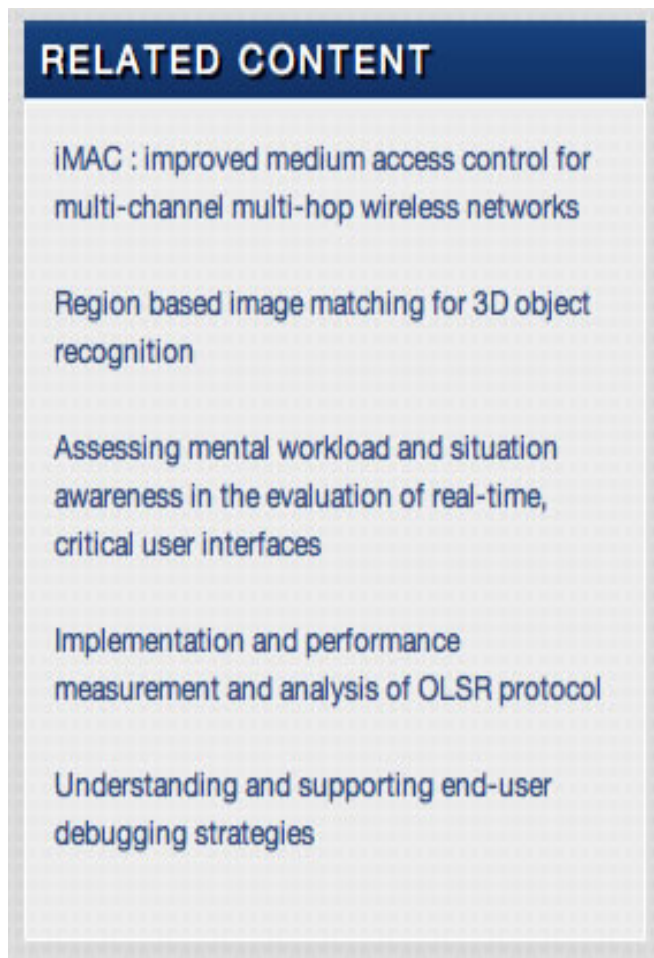 RELATED CONTENT
iMAC : improved medium access control for
multi-channel multi-hop wireless networks
Region based image matching for 3D object
recognition
Assessing mental workload and situation
awareness in the evaluation of real-time,
critical user interfaces
Implementation and performance
measurement and analysis of OLSR protocol
Understanding and supporting end-user
debugging strategies